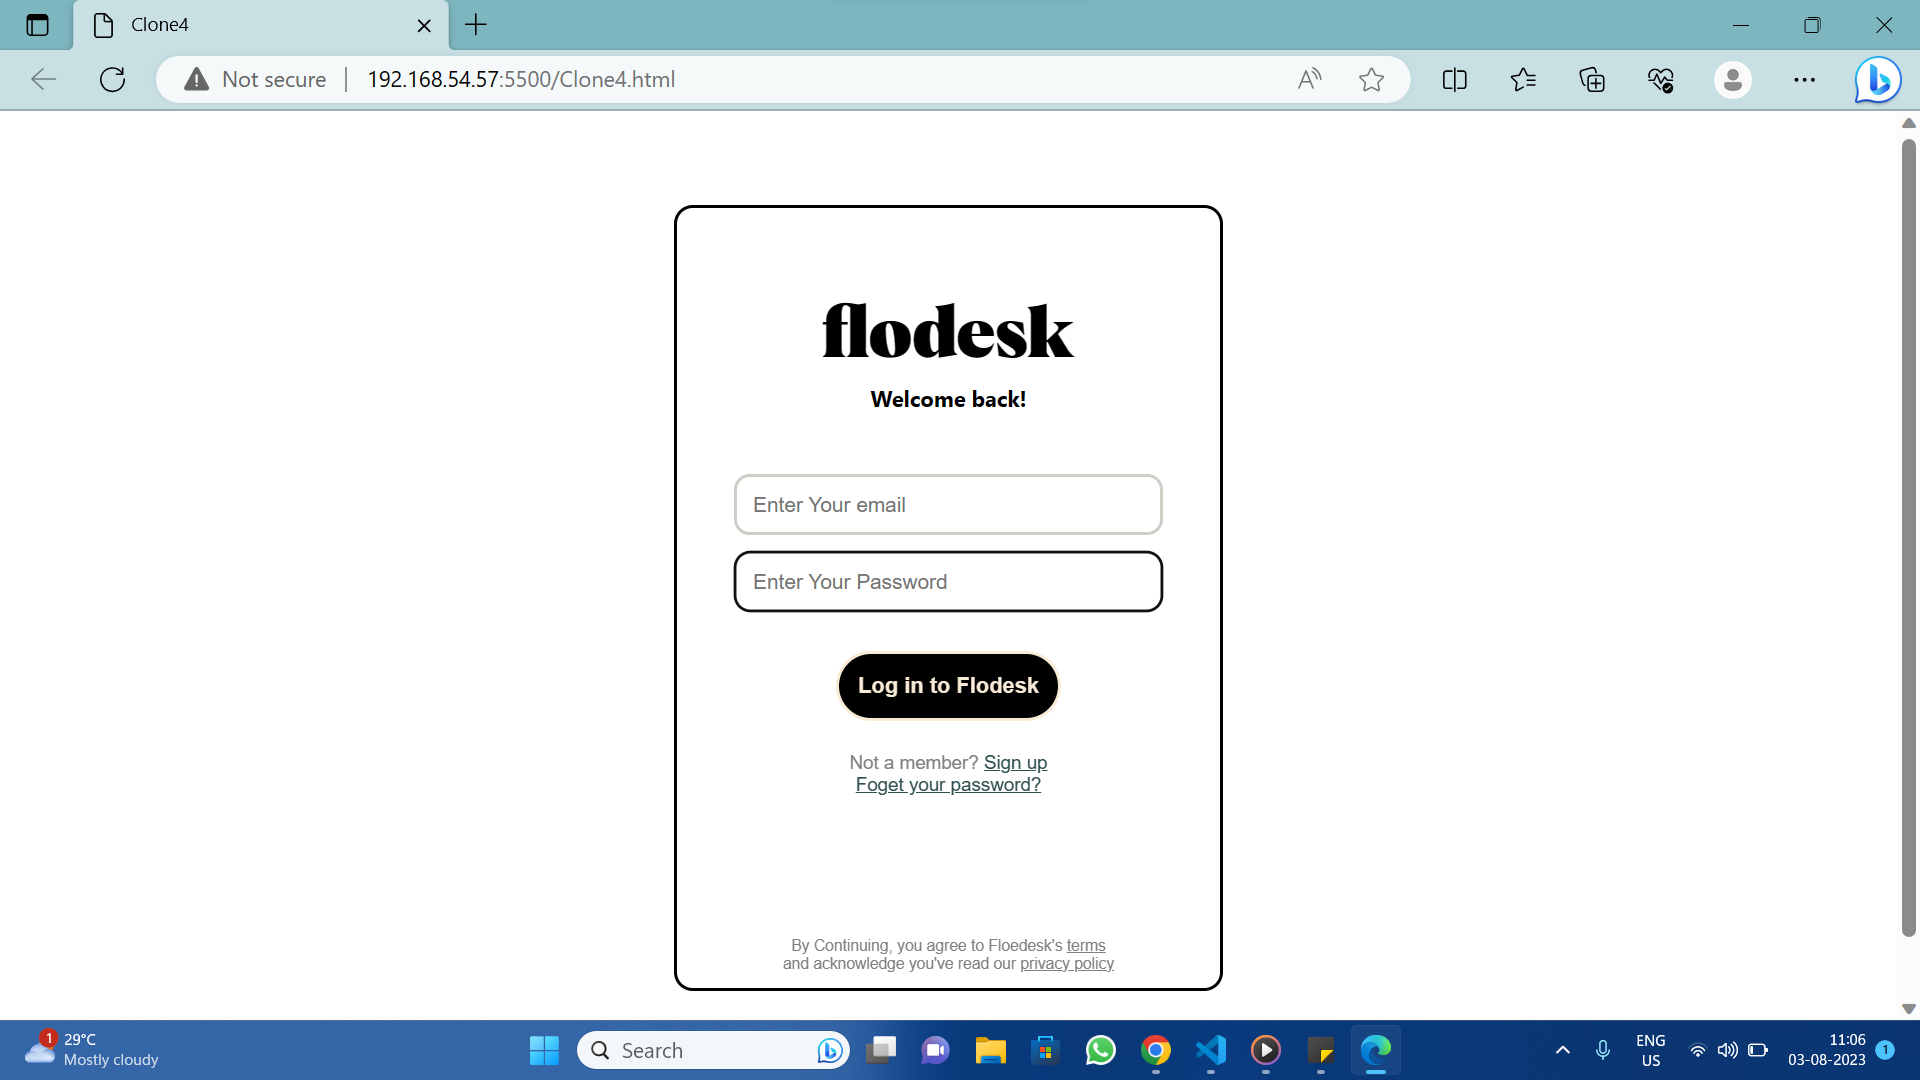 Clone4
Not secure
192.168.54.57:5500/Clone4.html
flodesk
Welcome back!
Enter Your email
Enter Your Password
Log in to Flodesk
Not a member? Sign up
Foget your password?
By Continuing, you agree to Floedesk's terms
and acknowledge you've read our privacy policy
1
29°C
Mostly cloudy
Search
ENG
US
11:06
03-08-2023
1